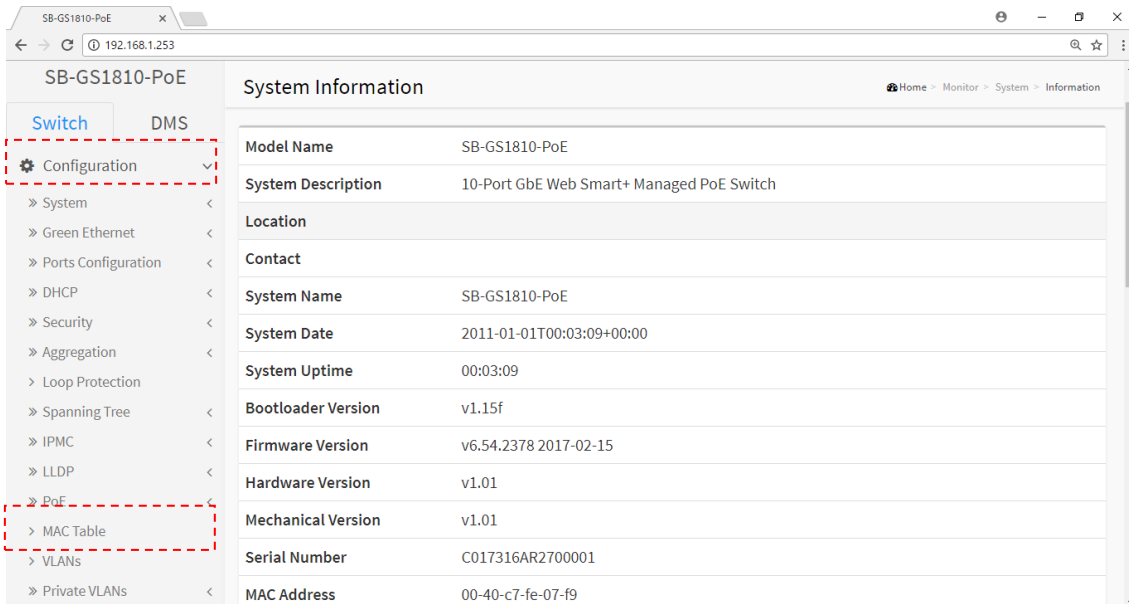 SB-GS1810-PoE
192.168.1.253
SB-GS1810-PoE
Switch DMS
Configuration
System
Green Ethernet
Ports Configuration
DHCP
Security
Aggregation
Loop Protection
Spanning Tree
IPMC
LLDP
PoE
MAC Table
VLANs
Private VLANs
System Information
Home > Monitor > System > Information
Model Name SB-GS1810-PoE
System Description 10-Port GbE Web Smart+ Managed PoE Switch
Location
Contact
System Name SB-GS1810-PoE
System Date 2011-01-01T00:03:09+00:00
System Uptime 00:03:09
Bootloader Version v1.15f
Firmware Version v6.54.2378 2017-02-15
Hardware Version v1.01
Mechanical Version v1.01
Serial Number C017316AR2700001
MAC Address 00-40-c7-fe-07-f9